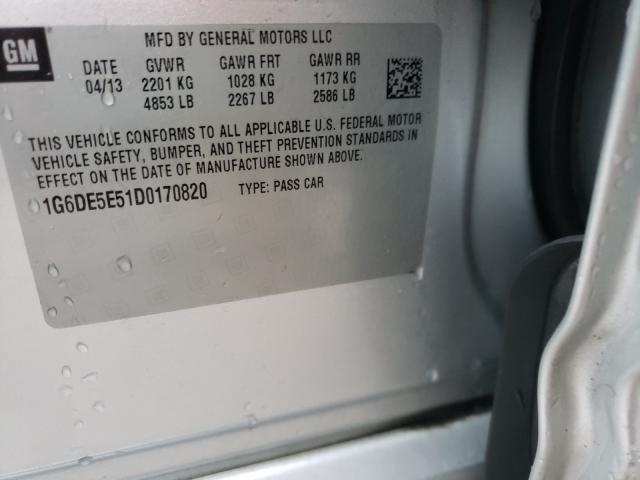 GM
MFD BY GENERAL MOTORS LLC
DATE GVWR GAWR FRT GAWR RR
04/13 2201 KG 1028 KG 1173 KG
4853 LB 2267 LB 2586 LB
THIS VEHICLE CONFORMS TO ALL APPLICABLE U.S. FEDERAL MOTOR
VEHICLE SAFETY, BUMPER, AND THEFT PREVENTION STANDARDS IN
EFFECT ON THE DATE OF MANUFACTURE SHOWN ABOVE.
1G6DE5E51D0170820 TYPE: PASS CAR